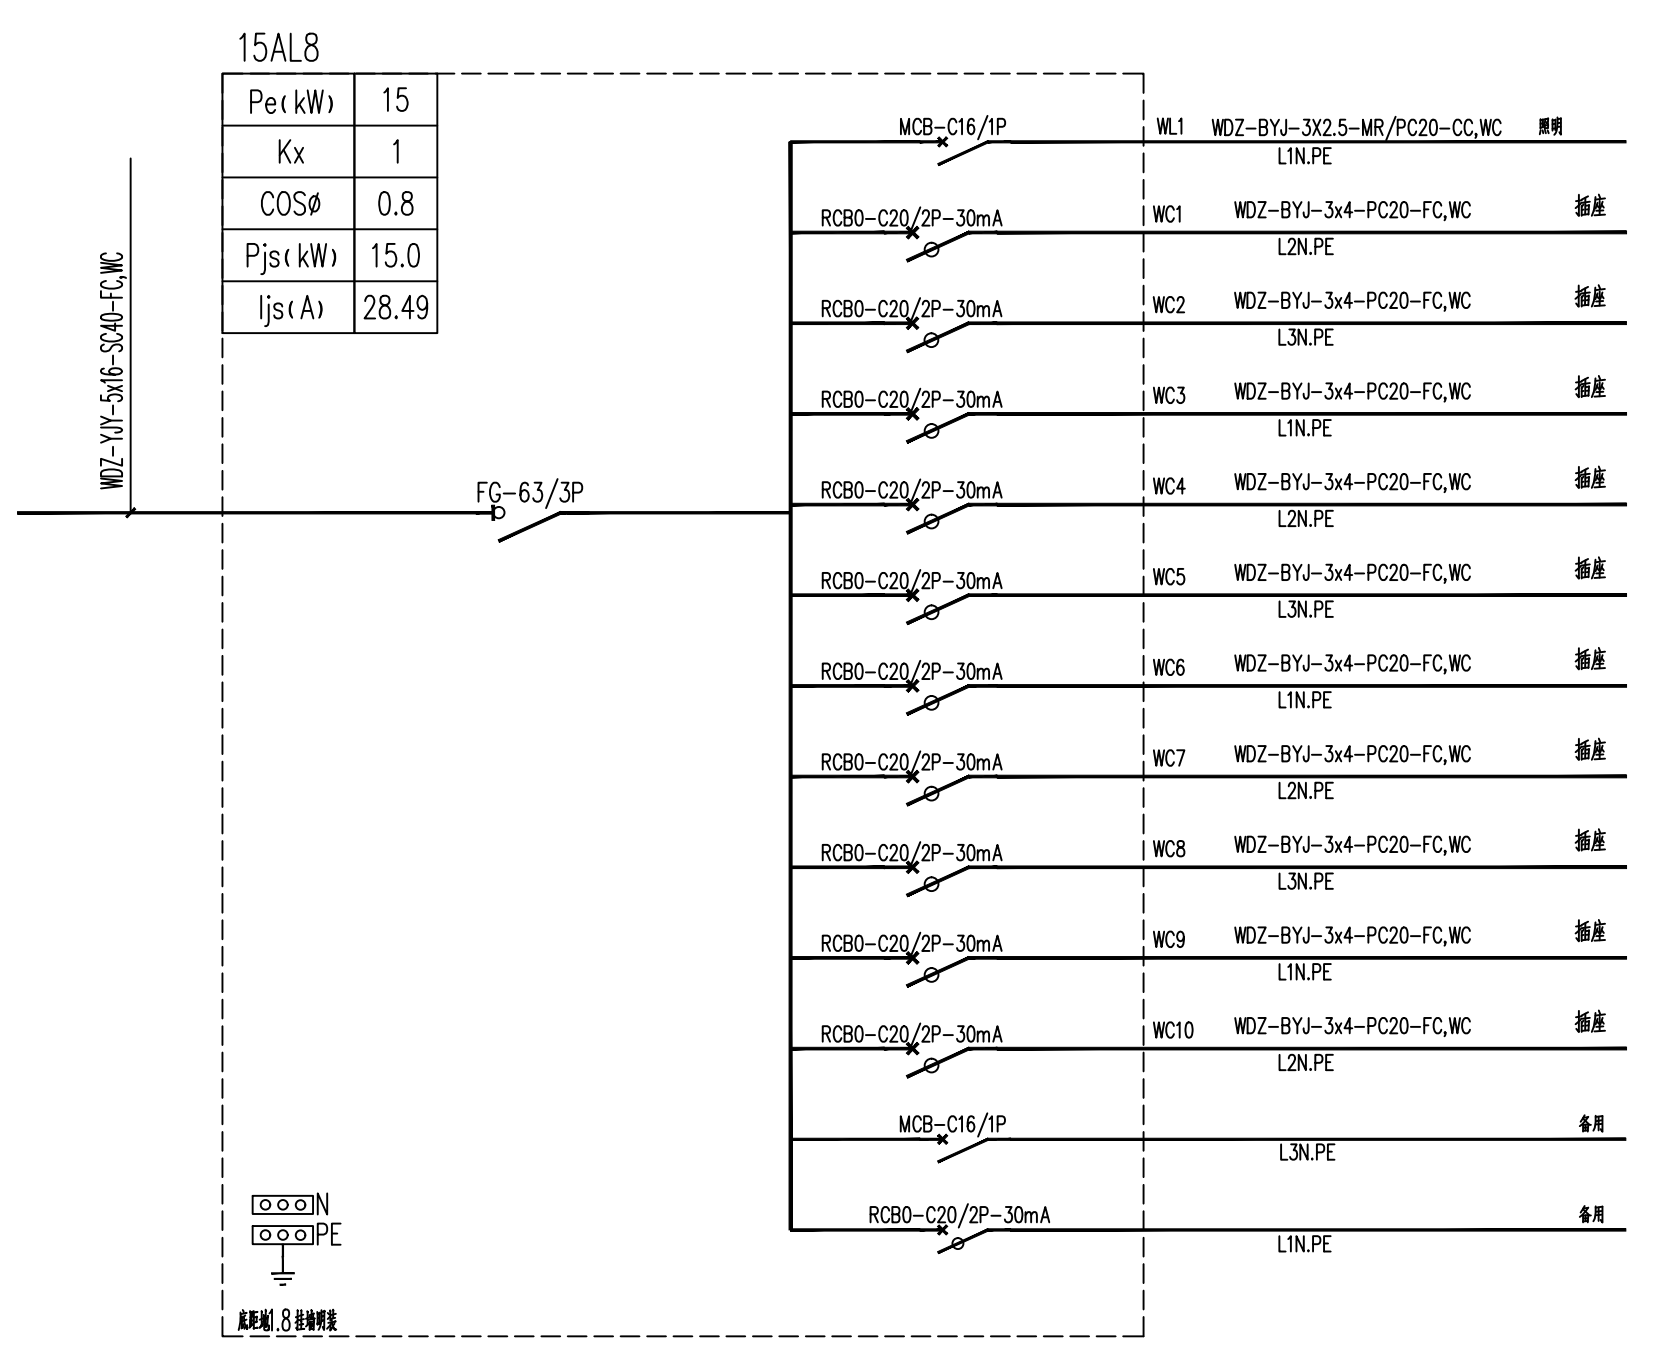 15AL8
Pe(kW) 15
Kx 1
COSø 0.8
Pjs(kW) 15.0
Ijs(A) 28.49
WDZ-YJY-5x16-SC40-FC,WC
FG-63/3P
MCB-C16/1P WL1 WDZ-BYJ-3X2.5-MR/PC20-CC,WC 照明
L1N.PE
RCBO-C20/2P-30mA WC1 WDZ-BYJ-3x4-PC20-FC,WC 插座
L2N.PE
RCBO-C20/2P-30mA WC2 WDZ-BYJ-3x4-PC20-FC,WC 插座
L3N.PE
RCBO-C20/2P-30mA WC3 WDZ-BYJ-3x4-PC20-FC,WC 插座
L1N.PE
RCBO-C20/2P-30mA WC4 WDZ-BYJ-3x4-PC20-FC,WC 插座
L2N.PE
RCBO-C20/2P-30mA WC5 WDZ-BYJ-3x4-PC20-FC,WC 插座
L3N.PE
RCBO-C20/2P-30mA WC6 WDZ-BYJ-3x4-PC20-FC,WC 插座
L1N.PE
RCBO-C20/2P-30mA WC7 WDZ-BYJ-3x4-PC20-FC,WC 插座
L2N.PE
RCBO-C20/2P-30mA WC8 WDZ-BYJ-3x4-PC20-FC,WC 插座
L3N.PE
RCBO-C20/2P-30mA WC9 WDZ-BYJ-3x4-PC20-FC,WC 插座
L1N.PE
RCBO-C20/2P-30mA WC10 WDZ-BYJ-3x4-PC20-FC,WC 插座
L2N.PE
MCB-C16/1P 备用
L3N.PE
RCBO-C20/2P-30mA 备用
L1N.PE
N
PE
底距地1.8挂墙明装